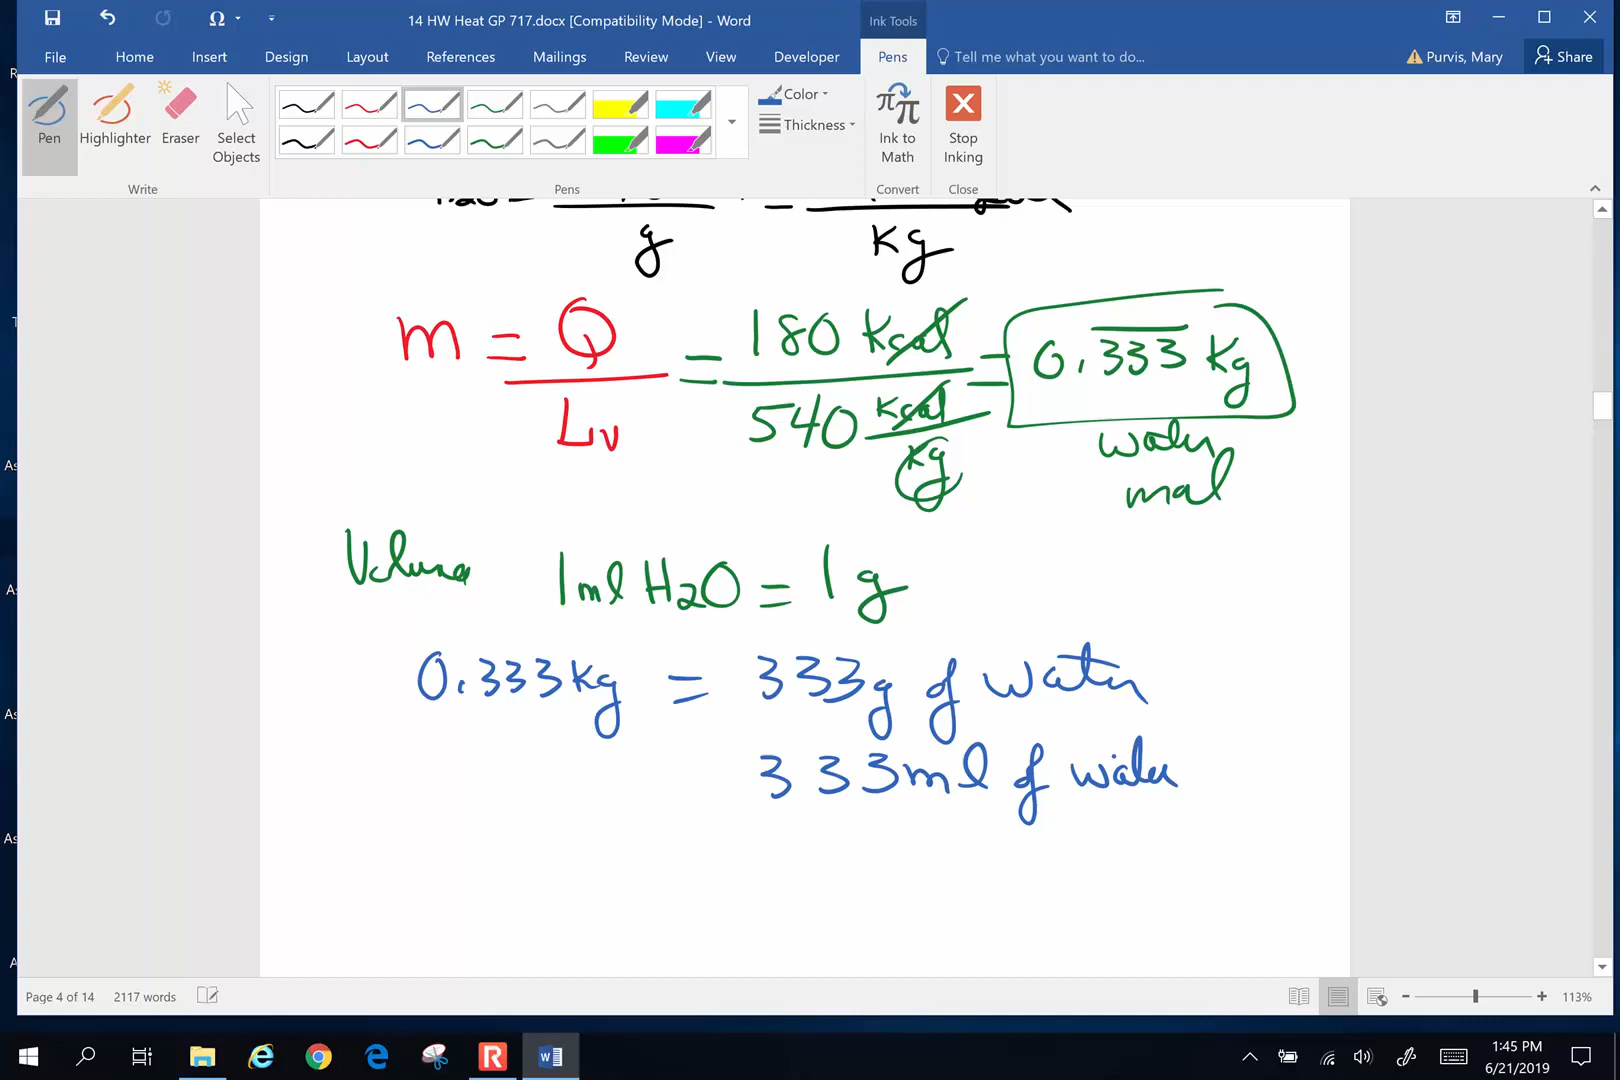 14 HW Heat GP 717.docx [Compatibility Mode] - Word
Ink Tools
File Home Insert Design Layout References Mailings Review View Developer Pens Tell me what you want to do... Purvis, Mary Share
Pen Highlighter Eraser Select Objects
Color
Thickness
Ink to Math
Stop Inking
Write Pens Convert Close
g Kg
m = Q / Lv = 180 Kcal / 540 Kcal/Kg = 0.333 Kg
water
Volume 1ml H2O = 1g
0.333kg = 333g of water
333ml of water
Page 4 of 14 2117 words 113%
1:45 PM
6/21/2019